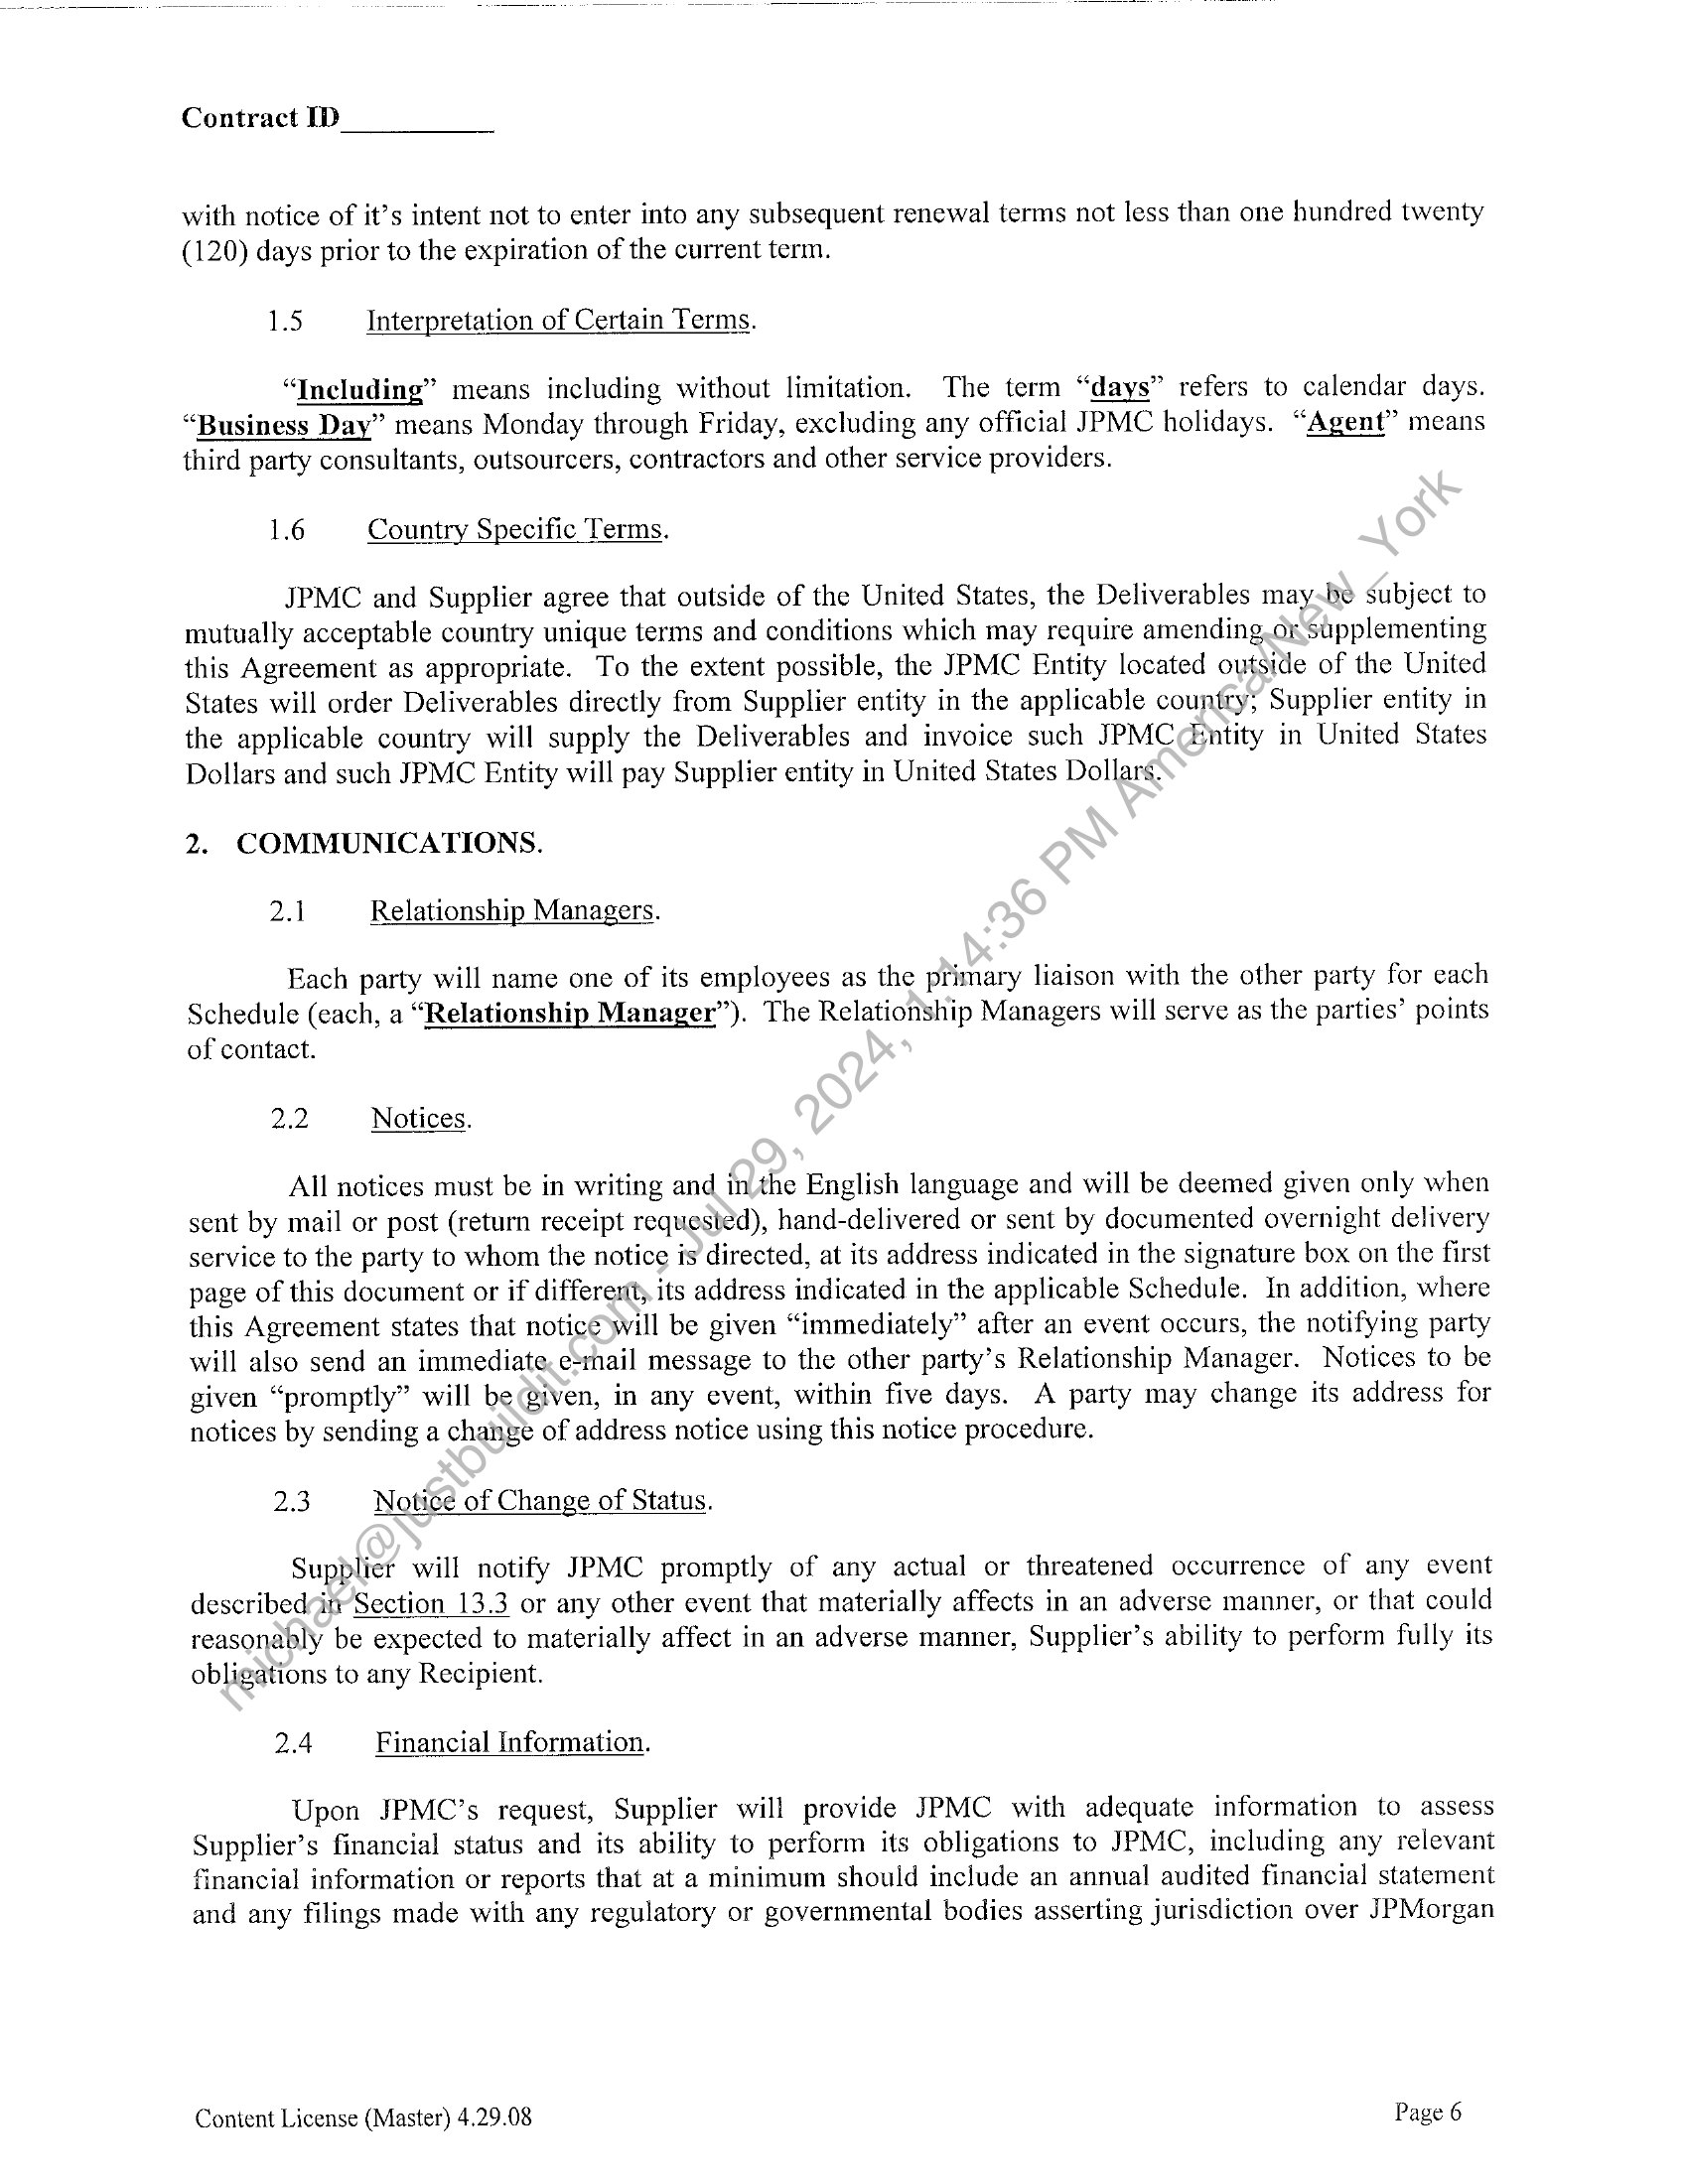 Contract ID__________
with notice of it’s intent not to enter into any subsequent renewal terms not less than one hundred twenty
(120) days prior to the expiration of the current term.
1.5 Interpretation of Certain Terms.
“Including” means including without limitation. The term “days” refers to calendar days.
“Business Day” means Monday through Friday, excluding any official JPMC holidays. “Agent” means
third party consultants, outsourcers, contractors and other service providers.
1.6 Country Specific Terms.
JPMC and Supplier agree that outside of the United States, the Deliverables may be subject to
mutually acceptable country unique terms and conditions which may require amending or supplementing
this Agreement as appropriate. To the extent possible, the JPMC Entity located outside of the United
States will order Deliverables directly from Supplier entity in the applicable country; Supplier entity in
the applicable country will supply the Deliverables and invoice such JPMC Entity in United States
Dollars and such JPMC Entity will pay Supplier entity in United States Dollars.
2. COMMUNICATIONS.
2.1 Relationship Managers.
Each party will name one of its employees as the primary liaison with the other party for each
Schedule (each, a “Relationship Manager”). The Relationship Managers will serve as the parties’ points
of contact.
2.2 Notices.
All notices must be in writing and in the English language and will be deemed given only when
sent by mail or post (return receipt requested), hand-delivered or sent by documented overnight delivery
service to the party to whom the notice is directed, at its address indicated in the signature box on the first
page of this document or if different, its address indicated in the applicable Schedule. In addition, where
this Agreement states that notice will be given “immediately” after an event occurs, the notifying party
will also send an immediate e-mail message to the other party’s Relationship Manager. Notices to be
given “promptly” will be given, in any event, within five days. A party may change its address for
notices by sending a change of address notice using this notice procedure.
2.3 Notice of Change of Status.
Supplier will notify JPMC promptly of any actual or threatened occurrence of any event
described in Section 13.3 or any other event that materially affects in an adverse manner, or that could
reasonably be expected to materially affect in an adverse manner, Supplier’s ability to perform fully its
obligations to any Recipient.
2.4 Financial Information.
Upon JPMC’s request, Supplier will provide JPMC with adequate information to assess
Supplier’s financial status and its ability to perform its obligations to JPMC, including any relevant
financial information or reports that at a minimum should include an annual audited financial statement
and any filings made with any regulatory or governmental bodies asserting jurisdiction over JPMorgan
Content License (Master) 4.29.08
Page 6
michael@justbuildit.com - Jul 29, 2024, 1:14:36 PM America/New_York